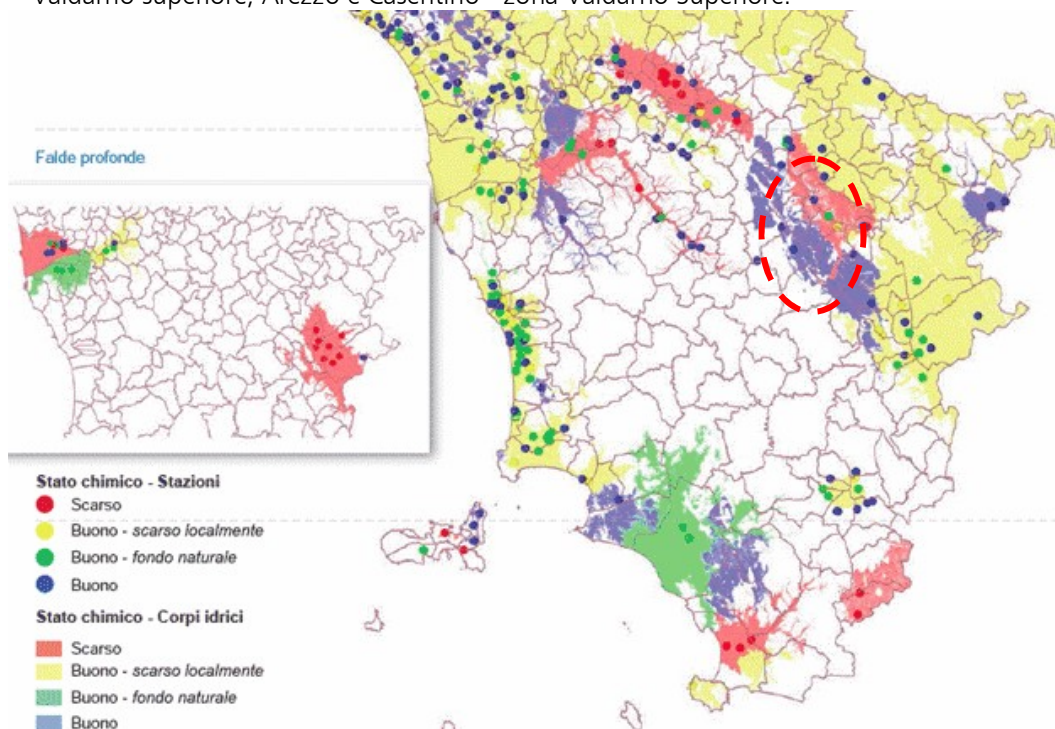 Valdarno superiore, Arezzo e Casentino - zona Valdarno Superiore.
Falde profonde
Stato chimico - Stazioni
Scarso
Buono - scarso localmente
Buono - fondo naturale
Buono
Stato chimico - Corpi idrici
Scarso
Buono - scarso localmente
Buono - fondo naturale
Buono